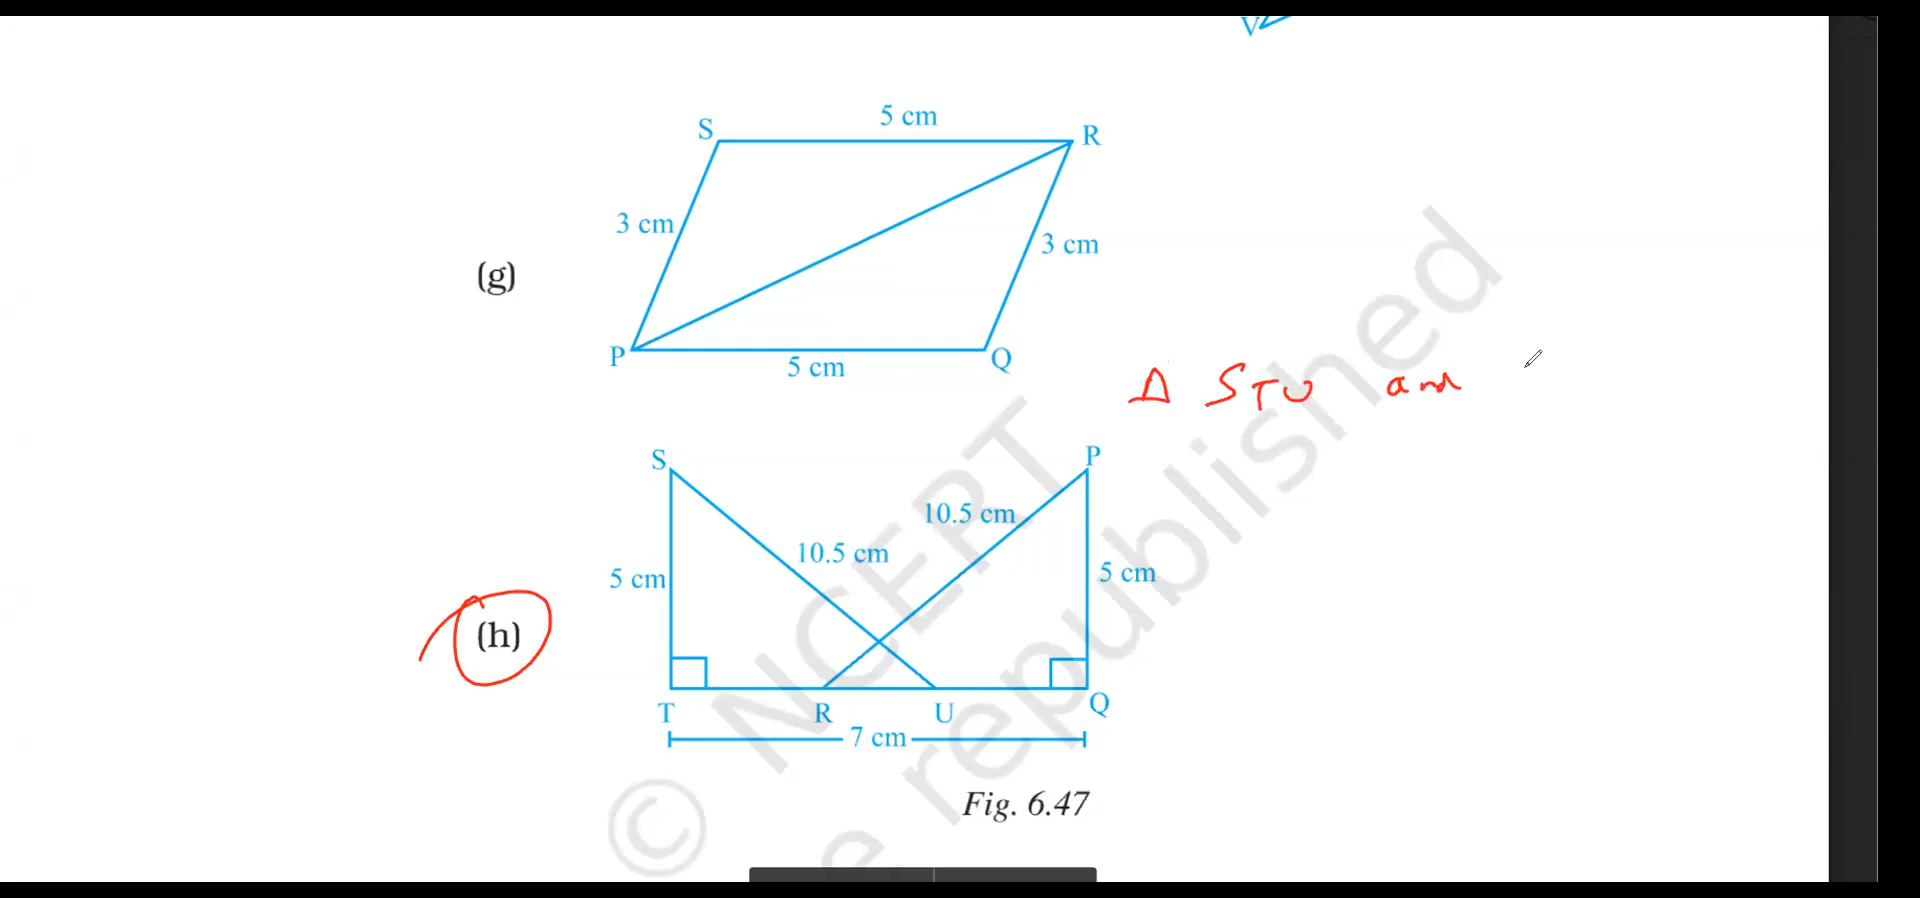 V
5 cm
S
R
3 cm
3 cm
(g)
P
Q
5 cm
Δ STU and
S
P
10.5 cm
10.5 cm
5 cm
5 cm
(h)
T
R
U
Q
7 cm
Fig. 6.47
© NCERT
e republished